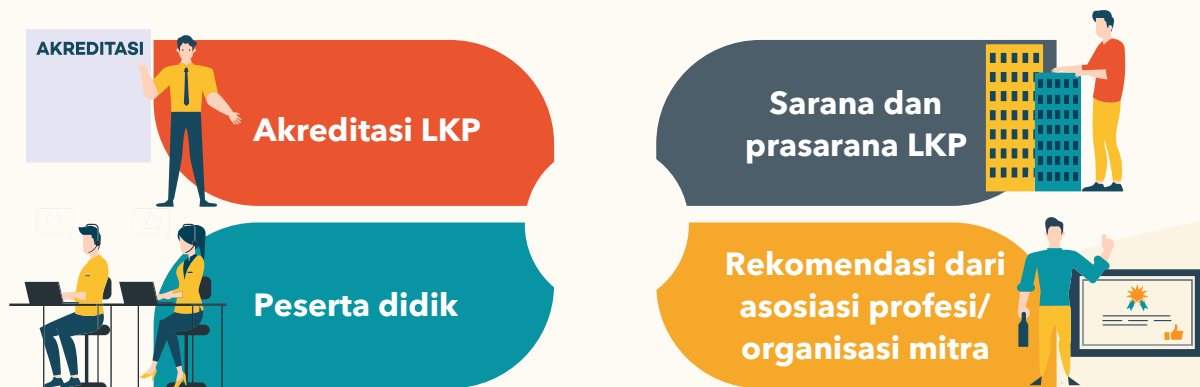 AKREDITASI
Akreditasi LKP
Sarana dan
prasarana LKP
Peserta didik
Rekomendasi dari
asosiasi profesi/
organisasi mitra